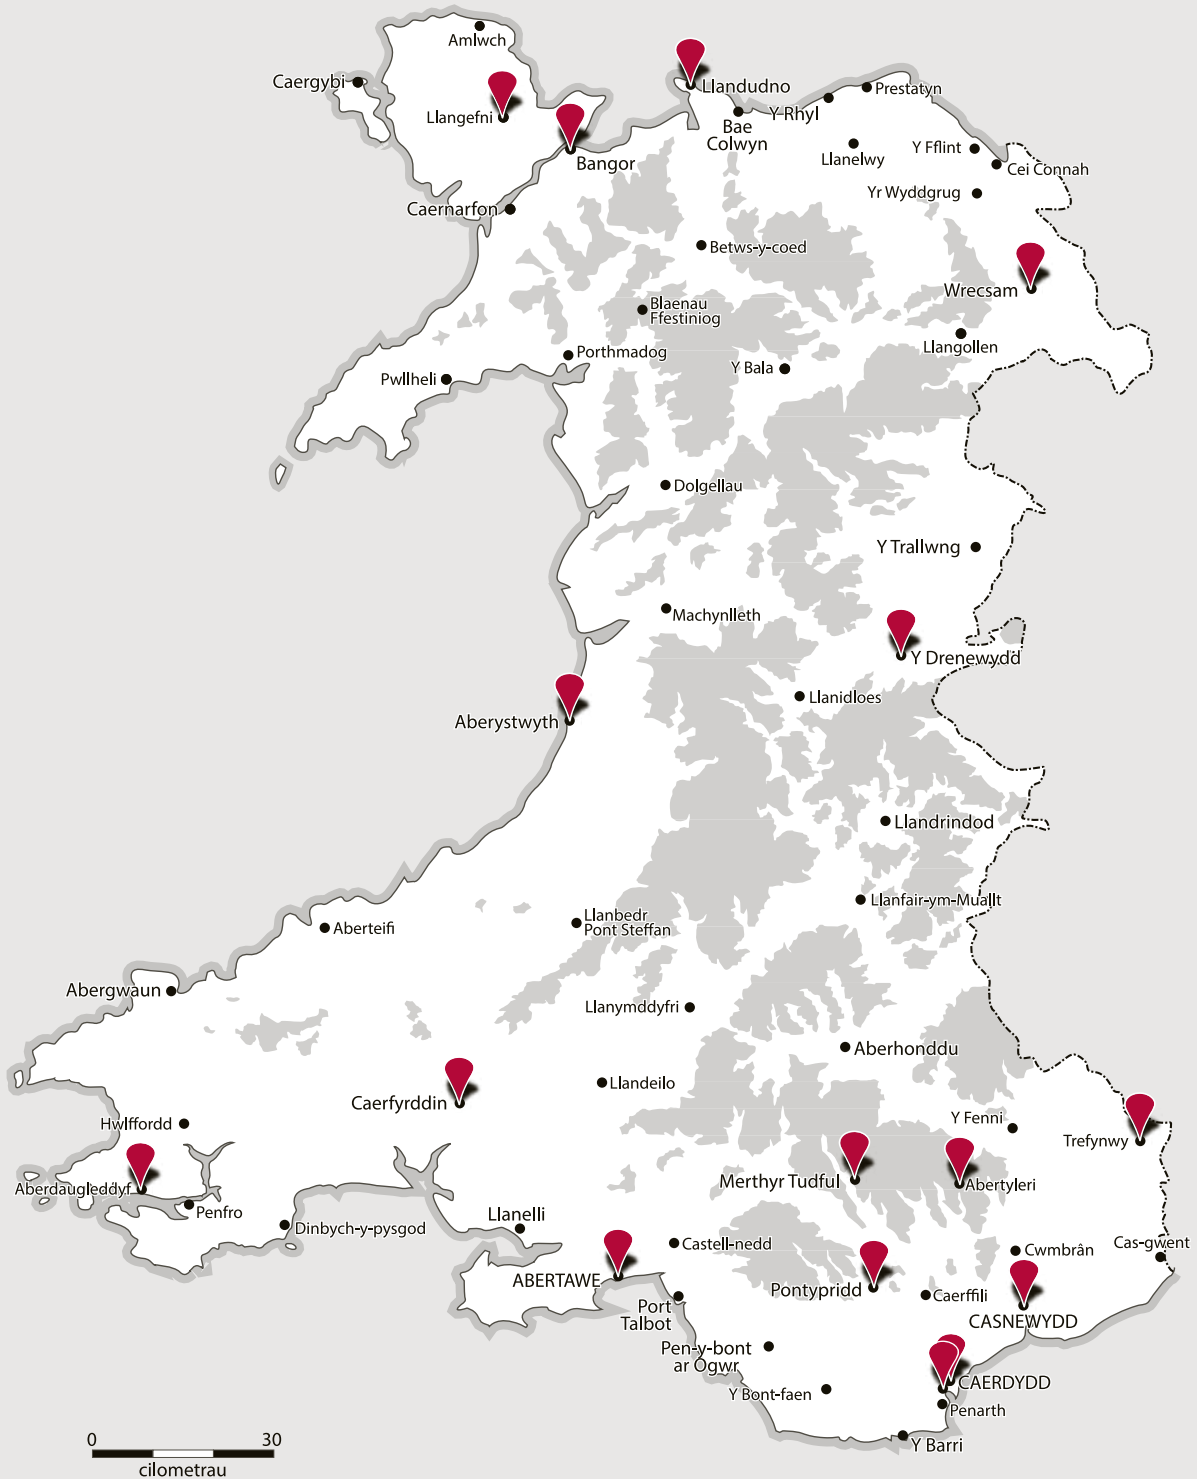 Amlwch
Caergybi
Llandudno
Prestatyn
Y Rhyl
Llangefni
Bae
Colwyn
Bangor
Llanelwy
Y Fflint
Cei Connah
Yr Wyddgrug
Caernarfon
Betws-y-coed
Wrecsam
Blaenau
Ffestiniog
Llangollen
Porthmadog
Y Bala
Pwllheli
Dolgellau
Y Trallwng
Machynlleth
Y Drenewydd
Llanidloes
Aberystwyth
Llandrindod
Llanfair-ym-Muallt
Llanbedr
Pont Steffan
Aberteifi
Abergwaun
Llanymddyfri
Aberhonddu
Llandeilo
Caerfyrddin
Y Fenni
Hwlffordd
Trefynwy
Merthyr Tudful
Abertyleri
Aberdaugleddyf
Penfro
Dinbych-y-pysgod
Llanelli
Castell-nedd
Cwmbrân
Cas-gwent
ABERTAWE
Pontypridd
Caerffili
Port
Talbot
CASNEWYDD
Pen-y-bont
ar Ogwr
CAERDYDD
Y Bont-faen
Penarth
Y Barri
0 30
cilometrau